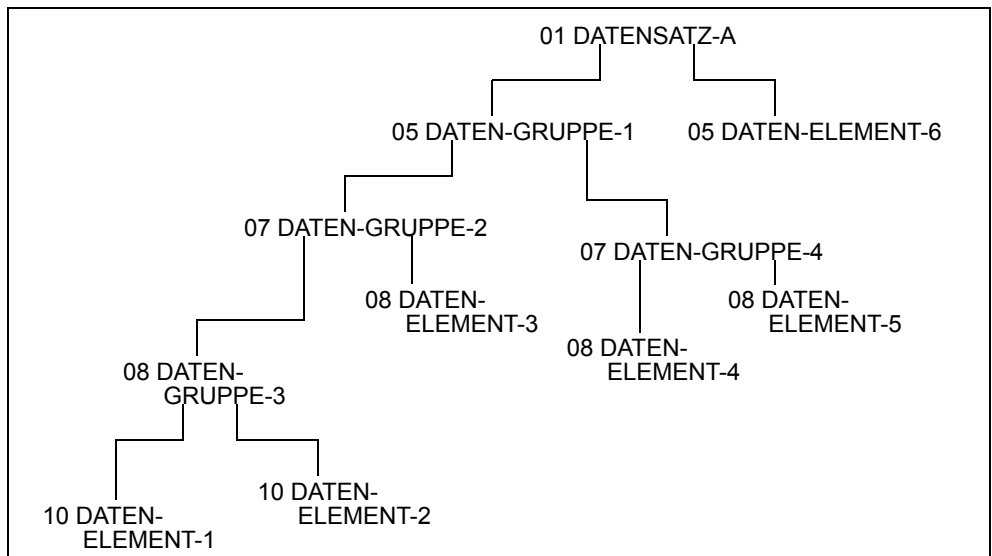 01 DATENSATZ-A
05 DATEN-GRUPPE-1
05 DATEN-ELEMENT-6
07 DATEN-GRUPPE-2
07 DATEN-GRUPPE-4
08 DATEN-
ELEMENT-3
08 DATEN-
ELEMENT-5
08 DATEN-
ELEMENT-4
08 DATEN-
GRUPPE-3
10 DATEN-
ELEMENT-2
10 DATEN-
ELEMENT-1